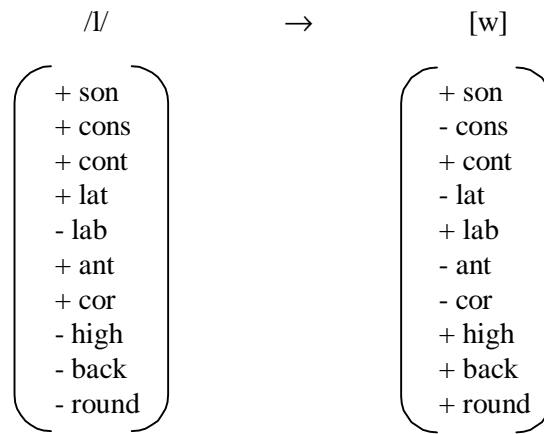 /l/ → [w]
+ son + son
+ cons - cons
+ cont + cont
+ lat - lat
- lab + lab
+ ant - ant
+ cor - cor
- high + high
- back + back
- round + round